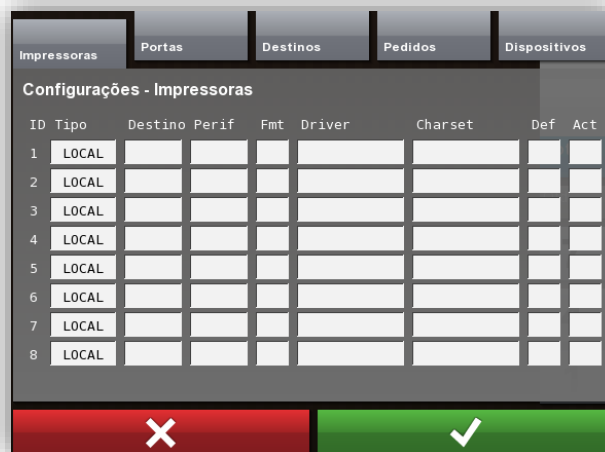 Impressoras Portas Destinos Pedidos Dispositivos
Configurações - Impressoras
ID Tipo Destino Perif Fmt Driver Charset Def Act
1 LOCAL
2 LOCAL
3 LOCAL
4 LOCAL
5 LOCAL
6 LOCAL
7 LOCAL
8 LOCAL